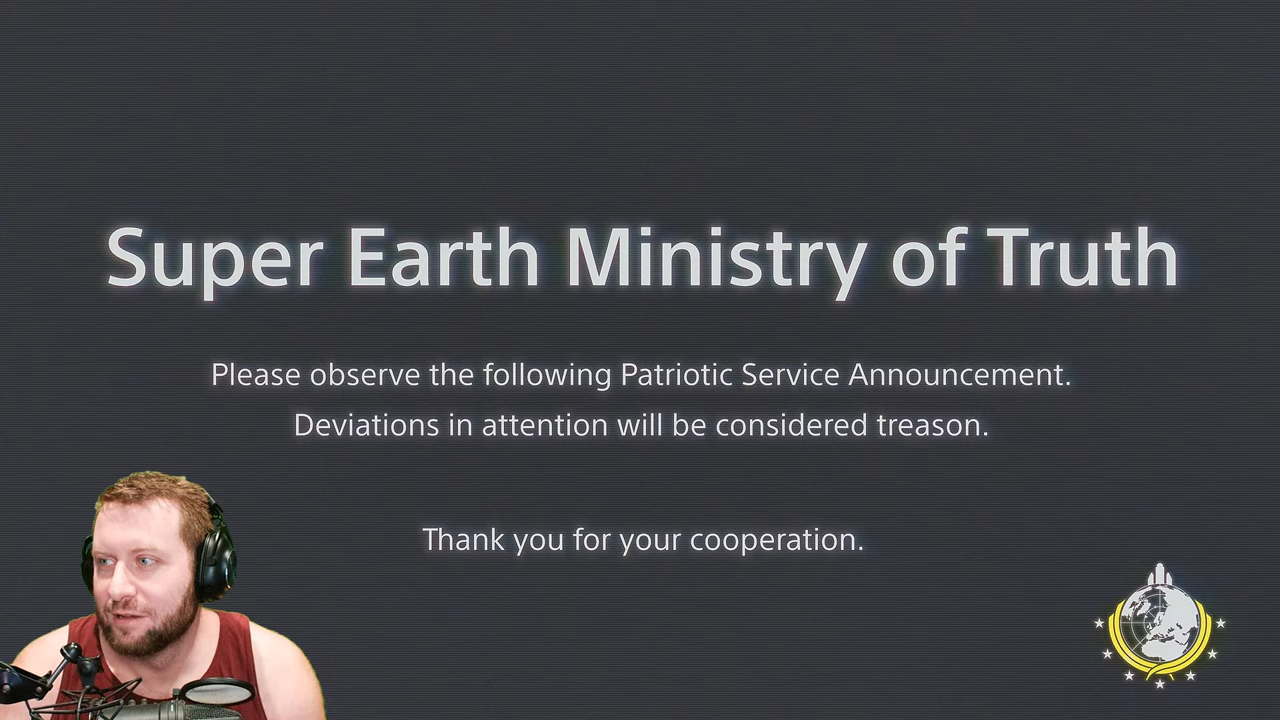 Super Earth Ministry of Truth
Please observe the following Patriotic Service Announcement.
Deviations in attention will be considered treason.
Thank you for your cooperation.